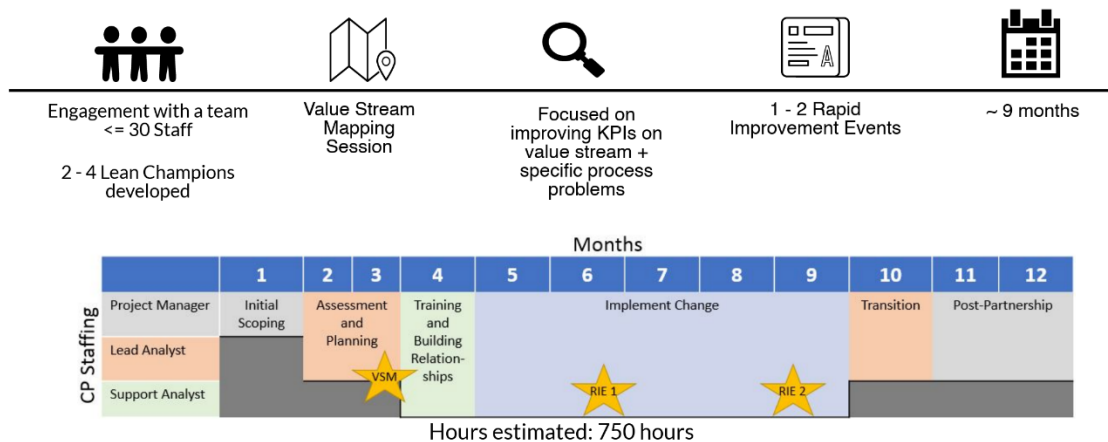 A
Engagement with a team
<= 30 Staff
2 - 4 Lean Champions
developed
Value Stream
Mapping
Session
Focused on
improving KPIs on
value stream +
specific process
problems
1 - 2 Rapid
Improvement Events
~ 9 months
Months
1 2 3 4 5 6 7 8 9 10 11 12
CP Staffing
Project Manager
Lead Analyst
Support Analyst
Initial
Scoping
Assessment
and
Planning
VSM
Training
and
Building
Relation-
ships
Implement Change
RIE 1
RIE 2
Transition
Post-Partnership
Hours estimated: 750 hours